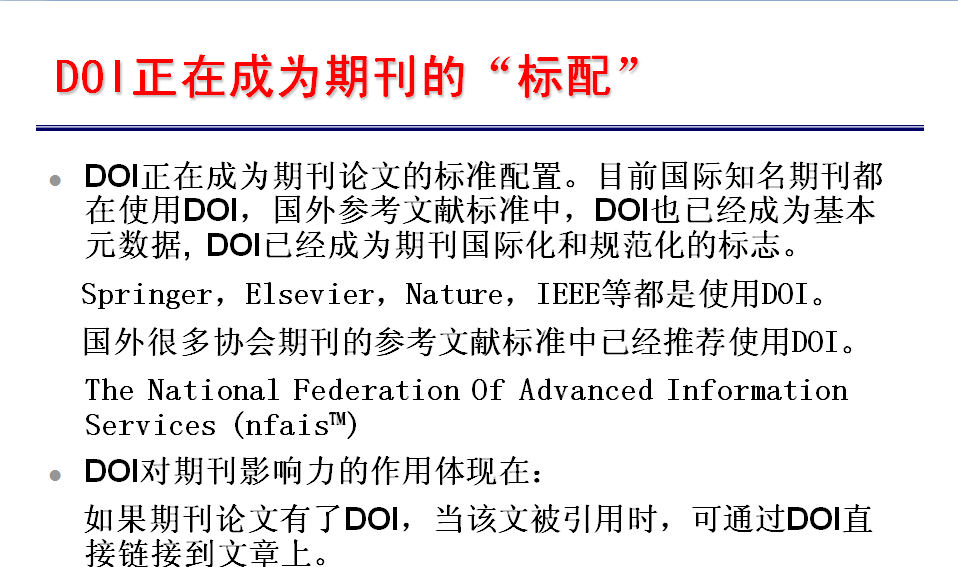 DOI正在成为期刊的“标配”
DOI正在成为期刊论文的标准配置。目前国际知名期刊都
在使用DOI，国外参考文献标准中，DOI也已经成为基本
元数据，DOI已经成为期刊国际化和规范化的标志。
Springer，Elsevier，Nature，IEEE等都是使用DOI。
国外很多协会期刊的参考文献标准中已经推荐使用DOI。
The National Federation Of Advanced Information
Services (nfais™)
DOI对期刊影响力的作用体现在：
如果期刊论文有了DOI，当该文被引用时，可通过DOI直
接链接到文章上。